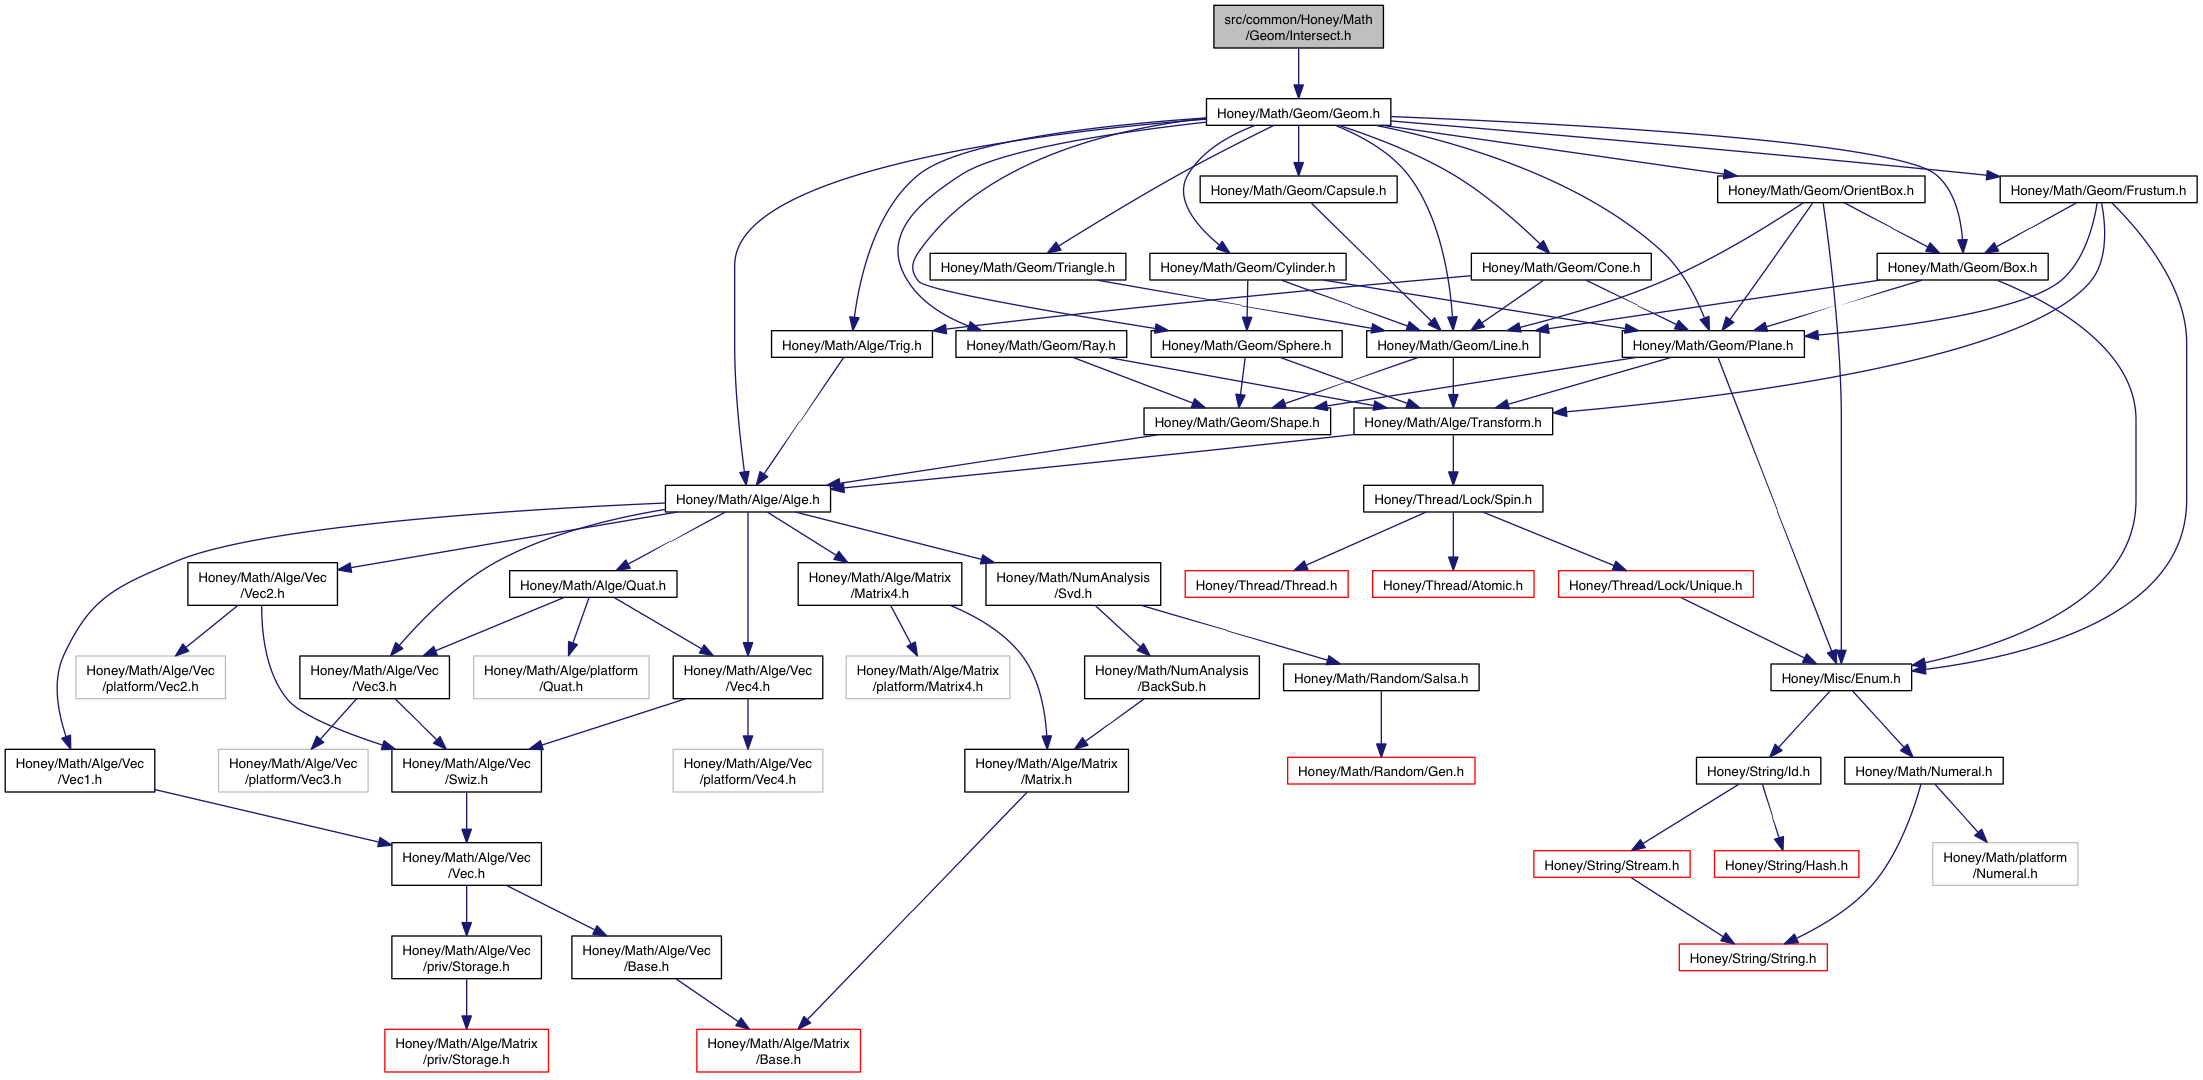 src/common/Honey/Math
/Geom/Intersect.h
Honey/Math/Geom/Geom.h
Honey/Math/Geom/Capsule.h
Honey/Math/Geom/OrientBox.h
Honey/Math/Geom/Frustum.h
Honey/Math/Geom/Triangle.h
Honey/Math/Geom/Cylinder.h
Honey/Math/Geom/Cone.h
Honey/Math/Geom/Box.h
Honey/Math/Alge/Trig.h
Honey/Math/Geom/Ray.h
Honey/Math/Geom/Sphere.h
Honey/Math/Geom/Line.h
Honey/Math/Geom/Plane.h
Honey/Math/Geom/Shape.h
Honey/Math/Alge/Transform.h
Honey/Math/Alge/Alge.h
Honey/Thread/Lock/Spin.h
Honey/Math/Alge/Vec
/Vec2.h
Honey/Math/Alge/Quat.h
Honey/Math/Alge/Matrix
/Matrix4.h
Honey/Math/NumAnalysis
/Svd.h
Honey/Thread/Thread.h
Honey/Thread/Atomic.h
Honey/Thread/Lock/Unique.h
Honey/Math/Alge/Vec
/platform/Vec2.h
Honey/Math/Alge/Vec
/Vec3.h
Honey/Math/Alge/platform
/Quat.h
Honey/Math/Alge/Vec
/Vec4.h
Honey/Math/Alge/Matrix
/platform/Matrix4.h
Honey/Math/NumAnalysis
/BackSub.h
Honey/Math/Random/Salsa.h
Honey/Misc/Enum.h
Honey/Math/Alge/Vec
/Vec1.h
Honey/Math/Alge/Vec
/platform/Vec3.h
Honey/Math/Alge/Vec
/Swiz.h
Honey/Math/Alge/Vec
/platform/Vec4.h
Honey/Math/Alge/Matrix
/Matrix.h
Honey/Math/Random/Gen.h
Honey/String/Id.h
Honey/Math/Numeral.h
Honey/Math/Alge/Vec
/Vec.h
Honey/String/Stream.h
Honey/String/Hash.h
Honey/Math/platform
/Numeral.h
Honey/Math/Alge/Vec
/priv/Storage.h
Honey/Math/Alge/Vec
/Base.h
Honey/String/String.h
Honey/Math/Alge/Matrix
/priv/Storage.h
Honey/Math/Alge/Matrix
/Base.h